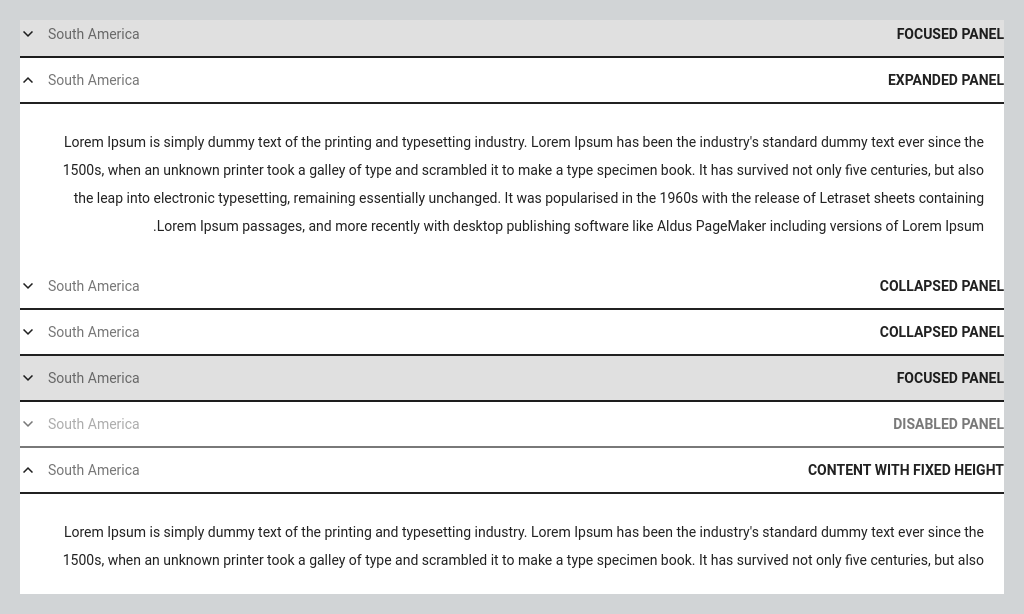 FOCUSED PANEL South America
EXPANDED PANEL South America
Lorem Ipsum is simply dummy text of the printing and typesetting industry. Lorem Ipsum has been the industry's standard dummy text ever since the
1500s, when an unknown printer took a galley of type and scrambled it to make a type specimen book. It has survived not only five centuries, but also
the leap into electronic typesetting, remaining essentially unchanged. It was popularised in the 1960s with the release of Letraset sheets containing
.Lorem Ipsum passages, and more recently with desktop publishing software like Aldus PageMaker including versions of Lorem Ipsum
COLLAPSED PANEL South America
COLLAPSED PANEL South America
FOCUSED PANEL South America
DISABLED PANEL South America
CONTENT WITH FIXED HEIGHT South America
Lorem Ipsum is simply dummy text of the printing and typesetting industry. Lorem Ipsum has been the industry's standard dummy text ever since the
1500s, when an unknown printer took a galley of type and scrambled it to make a type specimen book. It has survived not only five centuries, but also